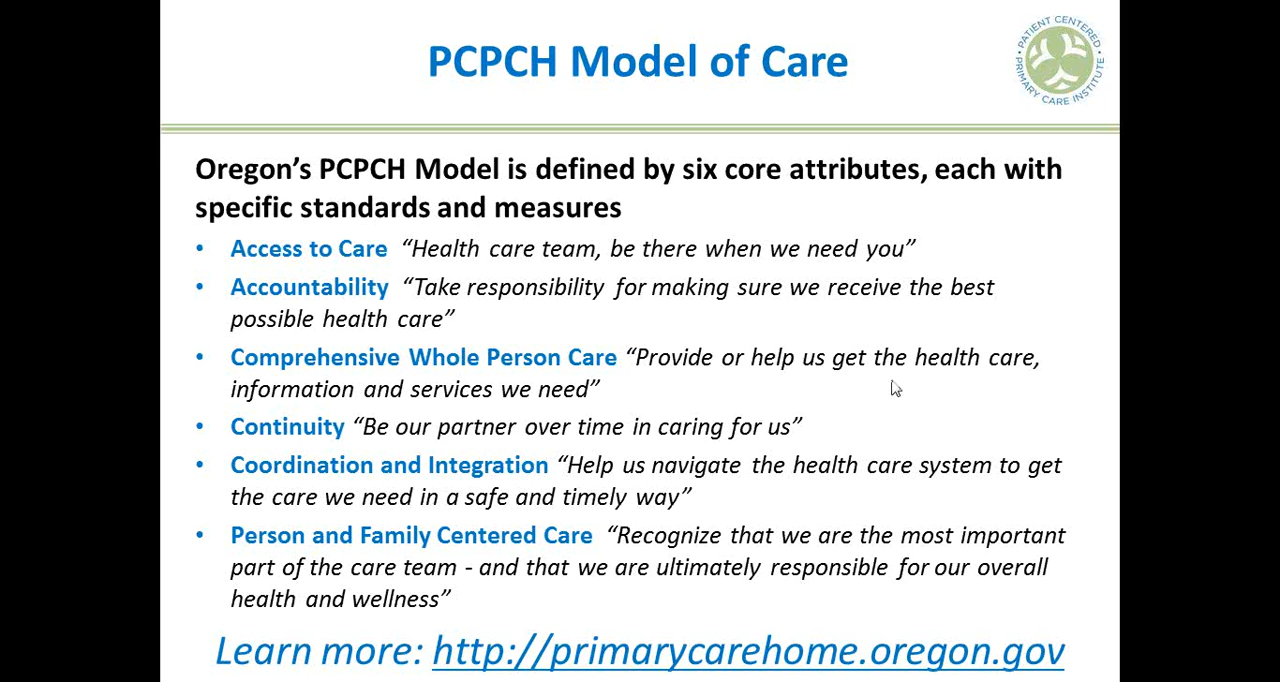 PCPCH Model of Care
PATIENT CENTERED
PRIMARY CARE INSTITUTE
Oregon’s PCPCH Model is defined by six core attributes, each with
specific standards and measures
• Access to Care “Health care team, be there when we need you”
• Accountability “Take responsibility for making sure we receive the best
possible health care”
• Comprehensive Whole Person Care “Provide or help us get the health care,
information and services we need”
• Continuity “Be our partner over time in caring for us”
• Coordination and Integration “Help us navigate the health care system to get
the care we need in a safe and timely way”
• Person and Family Centered Care “Recognize that we are the most important
part of the care team - and that we are ultimately responsible for our overall
health and wellness”
Learn more: http://primarycarehome.oregon.gov